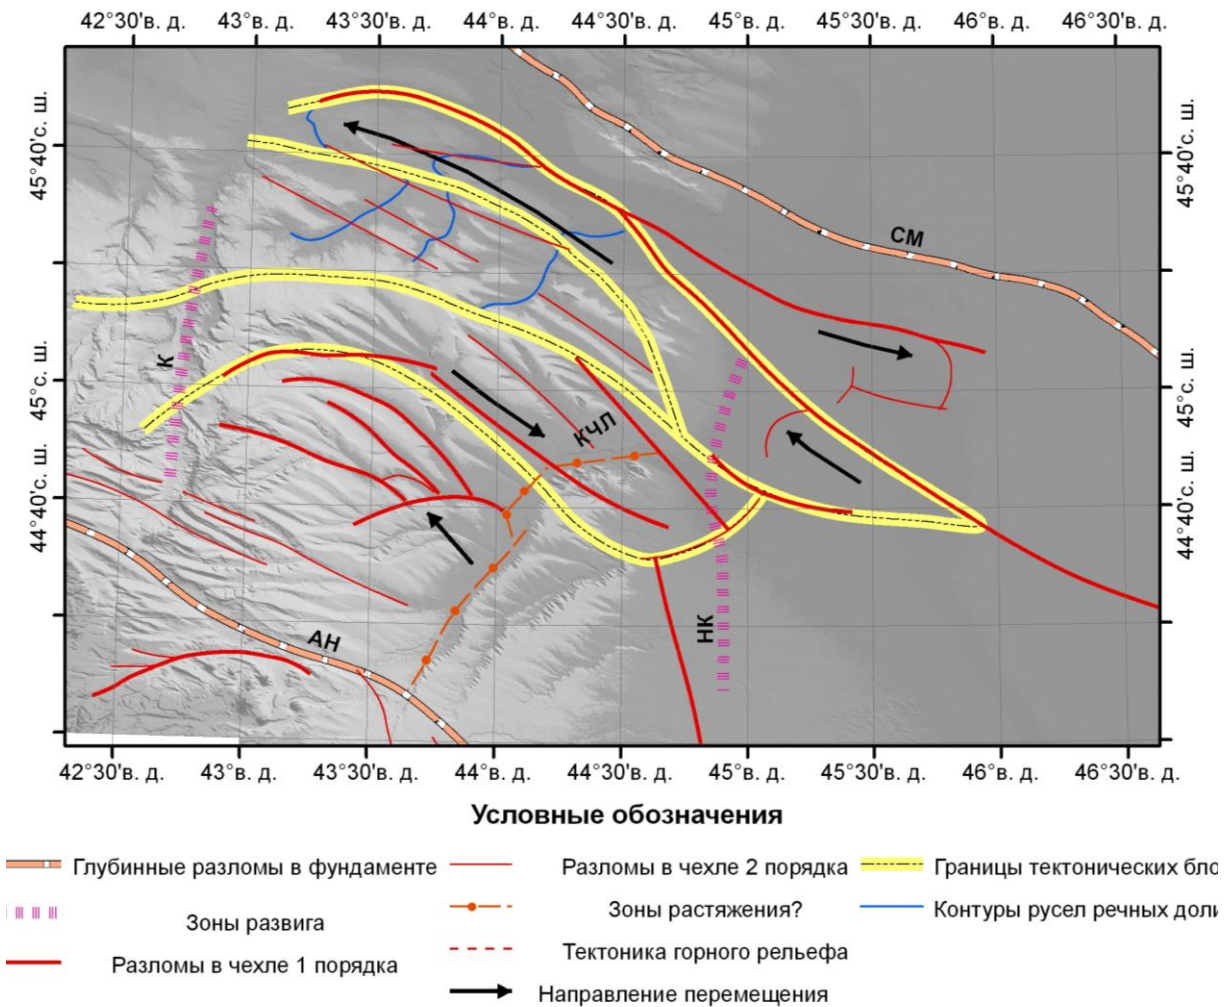 42°30'в. д. 43°в. д. 43°30'в. д. 44°в. д. 44°30'в. д. 45°в. д. 45°30'в. д. 46°в. д. 46°30'в. д.
45°40'с. ш.
45°40'с. ш.
СМ
К
45°с. ш.
45°с. ш.
КЧЛ
44°40'с. ш.
44°40'с. ш.
НК
АН
42°30'в. д. 43°в. д. 43°30'в. д. 44°в. д. 44°30'в. д. 45°в. д. 45°30'в. д. 46°в. д. 46°30'в. д.
Условные обозначения
Глубинные разломы в фундаменте
Зоны развига
Разломы в чехле 1 порядка
Разломы в чехле 2 порядка
Зоны растяжения?
Тектоника горного рельефа
Направление перемещения
Границы тектонических бло
Контуры русел речных доли